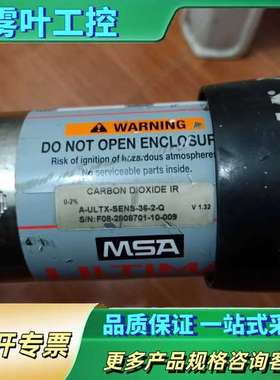 雾叶工控
WARNING
DO NOT OPEN ENCLOSUR
Risk of ignition of hazardous atmosphere
No serviceable parts inside.
CARBON DIOXIDE IR
0-2%
A-ULTX-SENS-36-2-Q
V 1.32
S/N:F08-2808701-10-009
MSA
ULTIM
开专票
品质保证 一站式采
更多产品规格咨询客